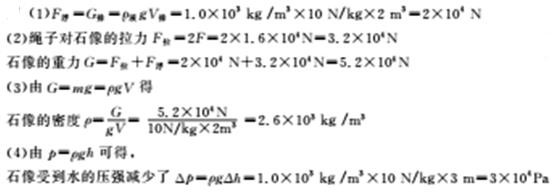 (1)F浮=G排=ρ液gV排=1.0×10³ kg/m³×10 N/kg×2 m³=2×10⁴ N
(2)绳子对石像的拉力 F拉=2F=2×1.6×10⁴N=3.2×10⁴N
石像的重力 G=F拉+F浮=2×10⁴ N+3.2×10⁴N=5.2×10⁴N
(3)由 G=mg=ρgV 得
石像的密度 ρ=G/gV=5.2×10⁴N/10N/kg×2m³=2.6×10³ kg/m³
(4)由 p=ρgh 可得,
石像受到水的压强减少了 Δp=ρgΔh=1.0×10³ kg/m³×10 N/kg×3 m=3×10⁴Pa